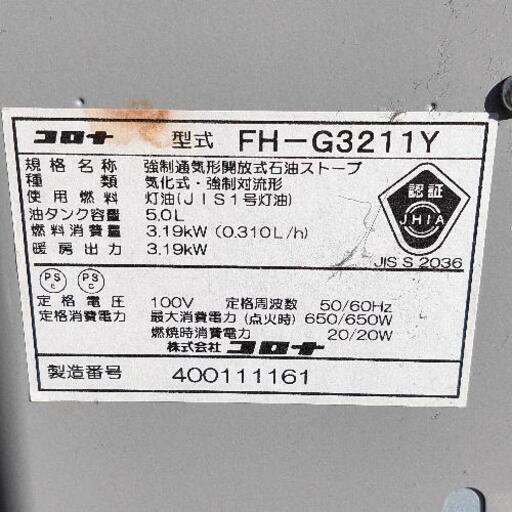 コロナ 型式 FH-G3211Y
規格名称 強制通気形開放式石油ストーブ
種類 気化式・強制対流形
使用燃料 灯油(JIS1号灯油)
油タンク容量 5.0L
燃料消費量 3.19kW (0.310L/h)
暖房出力 3.19kW
認証
JHIA
JIS S 2036
PS E PS C
定格電圧 100V 定格周波数 50/60Hz
定格消費電力 最大消費電力(点火時) 650/650W
燃焼時消費電力 20/20W
株式会社 コロナ
製造番号 400111161